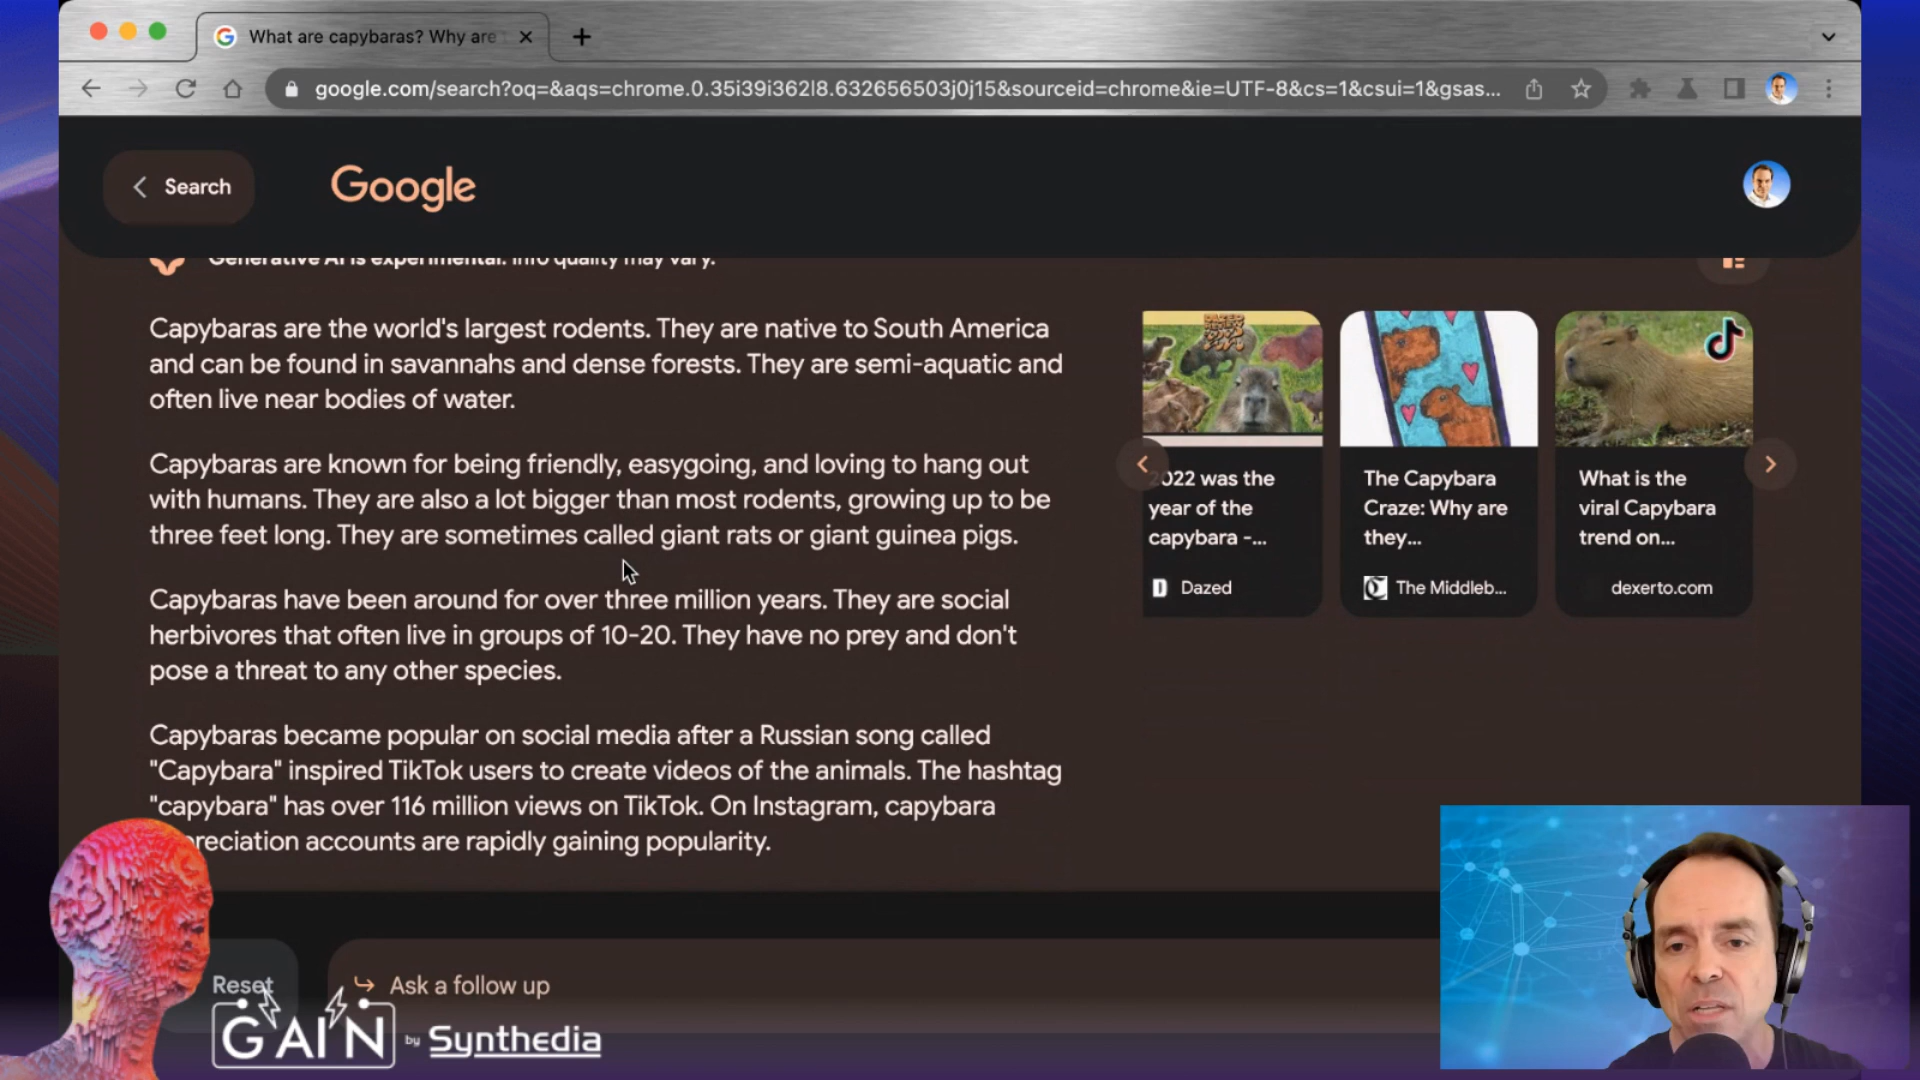 What are capybaras? Why are
google.com/search?oq=&aqs=chrome.0.35i39i362l8.632656503j0j15&sourceid=chrome&ie=UTF-8&cs=1&csui=1&gsas...
Search
Google
Generative AI is experimental. Info quality may vary.
Capybaras are the world's largest rodents. They are native to South America
and can be found in savannahs and dense forests. They are semi-aquatic and
often live near bodies of water.
Capybaras are known for being friendly, easygoing, and loving to hang out
with humans. They are also a lot bigger than most rodents, growing up to be
three feet long. They are sometimes called giant rats or giant guinea pigs.
Capybaras have been around for over three million years. They are social
herbivores that often live in groups of 10-20. They have no prey and don't
pose a threat to any other species.
Capybaras became popular on social media after a Russian song called
"Capybara" inspired TikTok users to create videos of the animals. The hashtag
"capybara" has over 116 million views on TikTok. On Instagram, capybara
reciation accounts are rapidly gaining popularity.
2022 was the
year of the
capybara -...
D Dazed
The Capybara
Craze: Why are
they...
The Middleb...
What is the
viral Capybara
trend on...
dexerto.com
Reset
Ask a follow up
GAIN by Synthedia